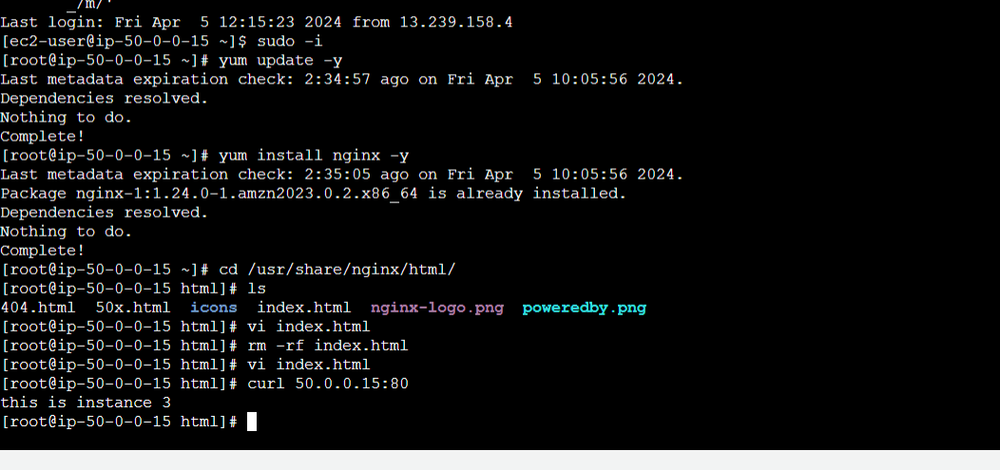 _/m/'
Last login: Fri Apr  5 12:15:23 2024 from 13.239.158.4
[ec2-user@ip-50-0-0-15 ~]$ sudo -i
[root@ip-50-0-0-15 ~]# yum update -y
Last metadata expiration check: 2:34:57 ago on Fri Apr  5 10:05:56 2024.
Dependencies resolved.
Nothing to do.
Complete!
[root@ip-50-0-0-15 ~]# yum install nginx -y
Last metadata expiration check: 2:35:05 ago on Fri Apr  5 10:05:56 2024.
Package nginx-1:1.24.0-1.amzn2023.0.2.x86_64 is already installed.
Dependencies resolved.
Nothing to do.
Complete!
[root@ip-50-0-0-15 ~]# cd /usr/share/nginx/html/
[root@ip-50-0-0-15 html]# ls
404.html  50x.html  icons  index.html  nginx-logo.png  poweredby.png
[root@ip-50-0-0-15 html]# vi index.html
[root@ip-50-0-0-15 html]# rm -rf index.html
[root@ip-50-0-0-15 html]# vi index.html
[root@ip-50-0-0-15 html]# curl 50.0.0.15:80
this is instance 3
[root@ip-50-0-0-15 html]#